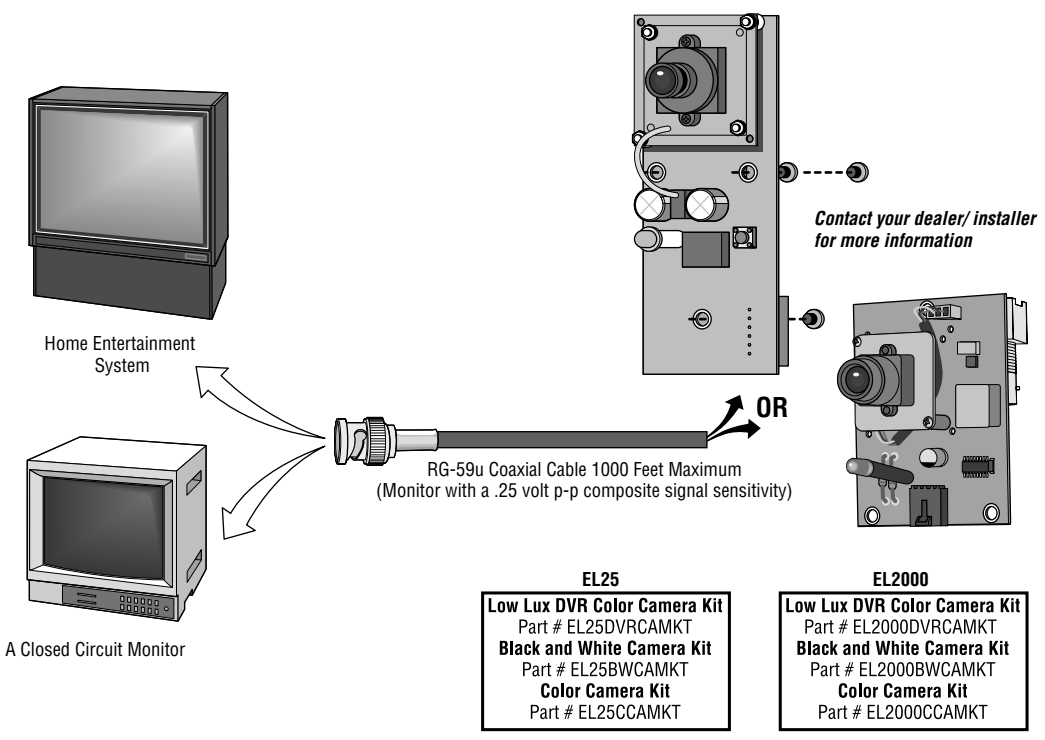 Contact your dealer/ installer
for more information
Home Entertainment
System
OR
RG-59u Coaxial Cable 1000 Feet Maximum
(Monitor with a .25 volt p-p composite signal sensitivity)
A Closed Circuit Monitor
EL25
Low Lux DVR Color Camera Kit
Part # EL25DVRCAMKT
Black and White Camera Kit
Part # EL25BWCAMKT
Color Camera Kit
Part # EL25CCAMKT
EL2000
Low Lux DVR Color Camera Kit
Part # EL2000DVRCAMKT
Black and White Camera Kit
Part # EL2000BWCAMKT
Color Camera Kit
Part # EL2000CCAMKT